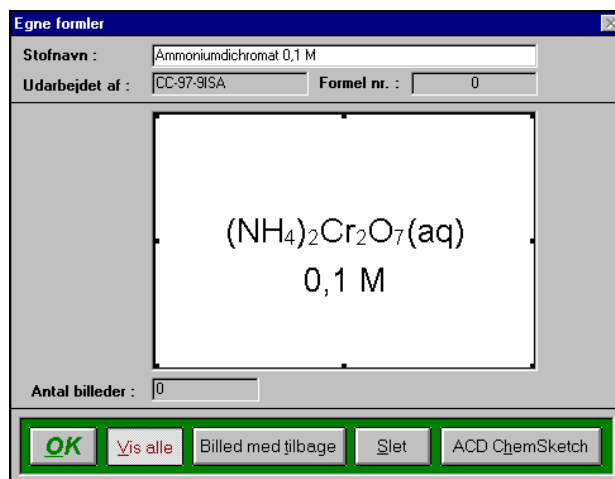 Egne formler
Stofnavn : Ammoniumdichromat 0,1 M
Udarbejdet af : CC-97-9ISA Formel nr. : 0
(NH₄)₂Cr₂O₇(aq)
0,1 M
Antal billeder : 0
OK Vis alle Billed med tilbage Slet ACD ChemSketch